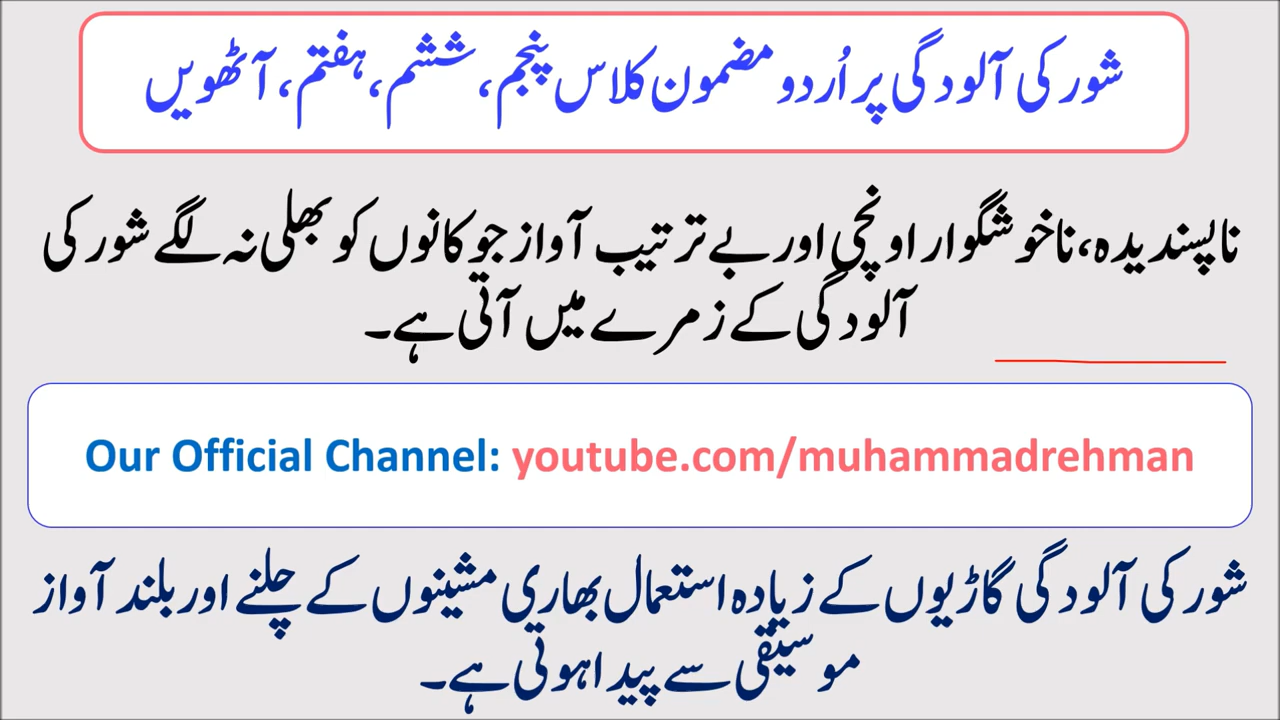 شور کی آلودگی پر اُردو مضمون کلاس پنجم، ششم، ہفتم، آٹھویں
ناپسندیدہ، ناخوشگوار اونچی اور بے ترتیب آواز جو کانوں کو بھلی نہ لگے شور کی
آلودگی کے زمرے میں آتی ہے۔
Our Official Channel: youtube.com/muhammadrehman
شور کی آلودگی گاڑیوں کے زیادہ استعمال بھاری مشینوں کے چلنے اور بلند آواز
موسیقی سے پیدا ہوتی ہے۔